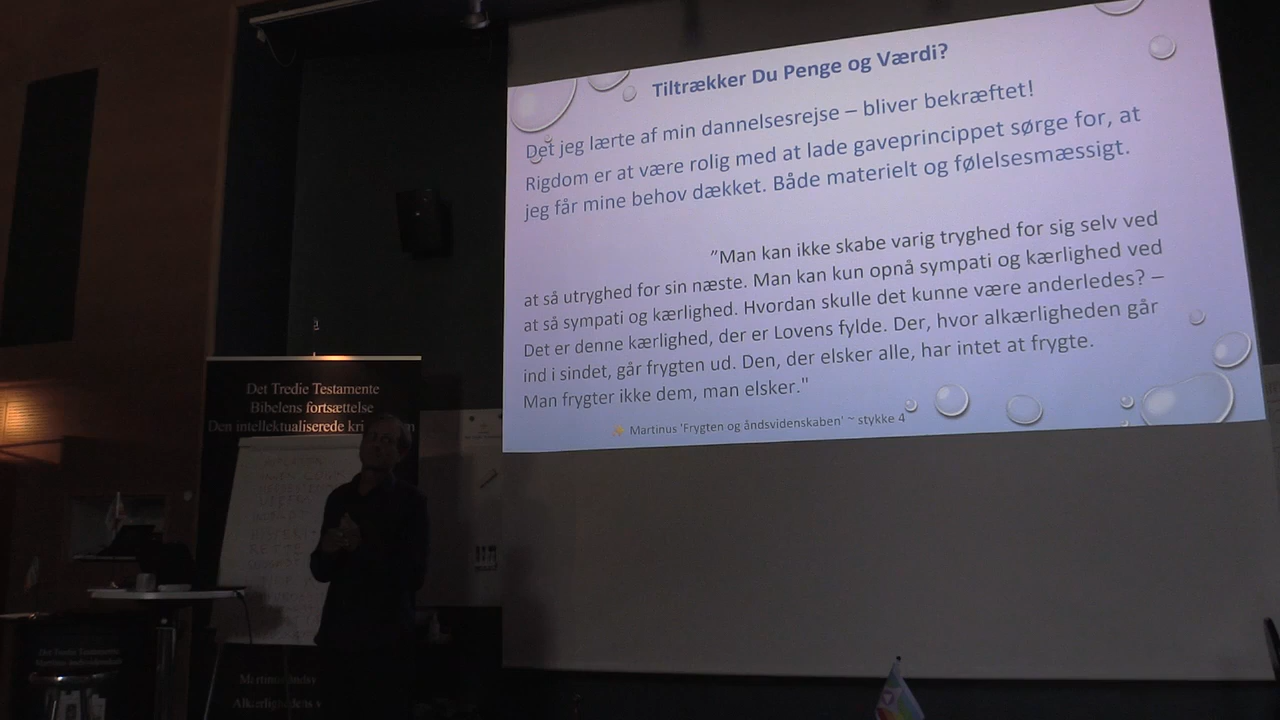 Tiltrækker Du Penge og Værdi?
Det jeg lærte af min dannelsesrejse – bliver bekræftet!
Rigdom er at være rolig med at lade gaveprincippet sørge for, at
jeg får mine behov dækket. Både materielt og følelsesmæssigt.
"Man kan ikke skabe varig tryghed for sig selv ved
at så utryghed for sin næste. Man kan kun opnå sympati og kærlighed ved
at så sympati og kærlighed. Hvordan skulle det kunne være anderledes? –
Det er denne kærlighed, der er Lovens fylde. Der, hvor alkærligheden går
ind i sindet, går frygten ud. Den, der elsker alle, har intet at frygte.
Man frygter ikke dem, man elsker."
Martinus 'Frygten og åndsvidenskaben' ~ stykke 4
Det Tredie Testamente
Bibelens fortsættelse
Den intellektualiserede
Det Tredie Testamente